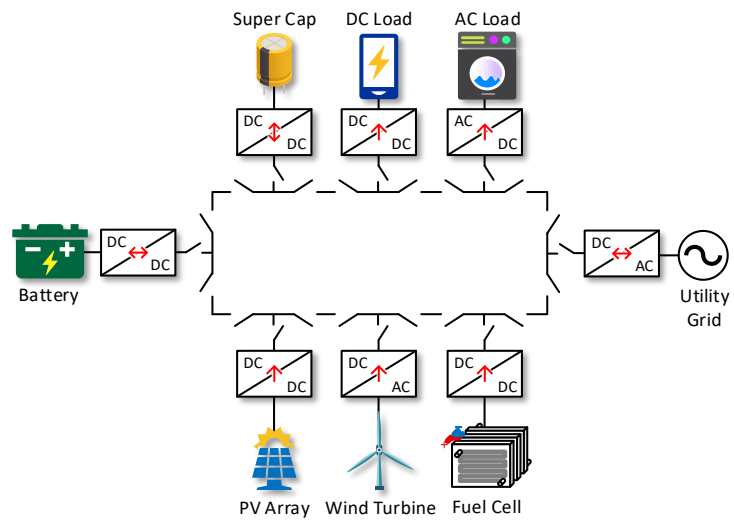 Super Cap
DC Load
AC Load
DC
DC
DC
DC
AC
DC
DC
DC
DC
AC
Battery
Utility
Grid
DC
DC
DC
AC
DC
DC
PV Array
Wind Turbine
Fuel Cell